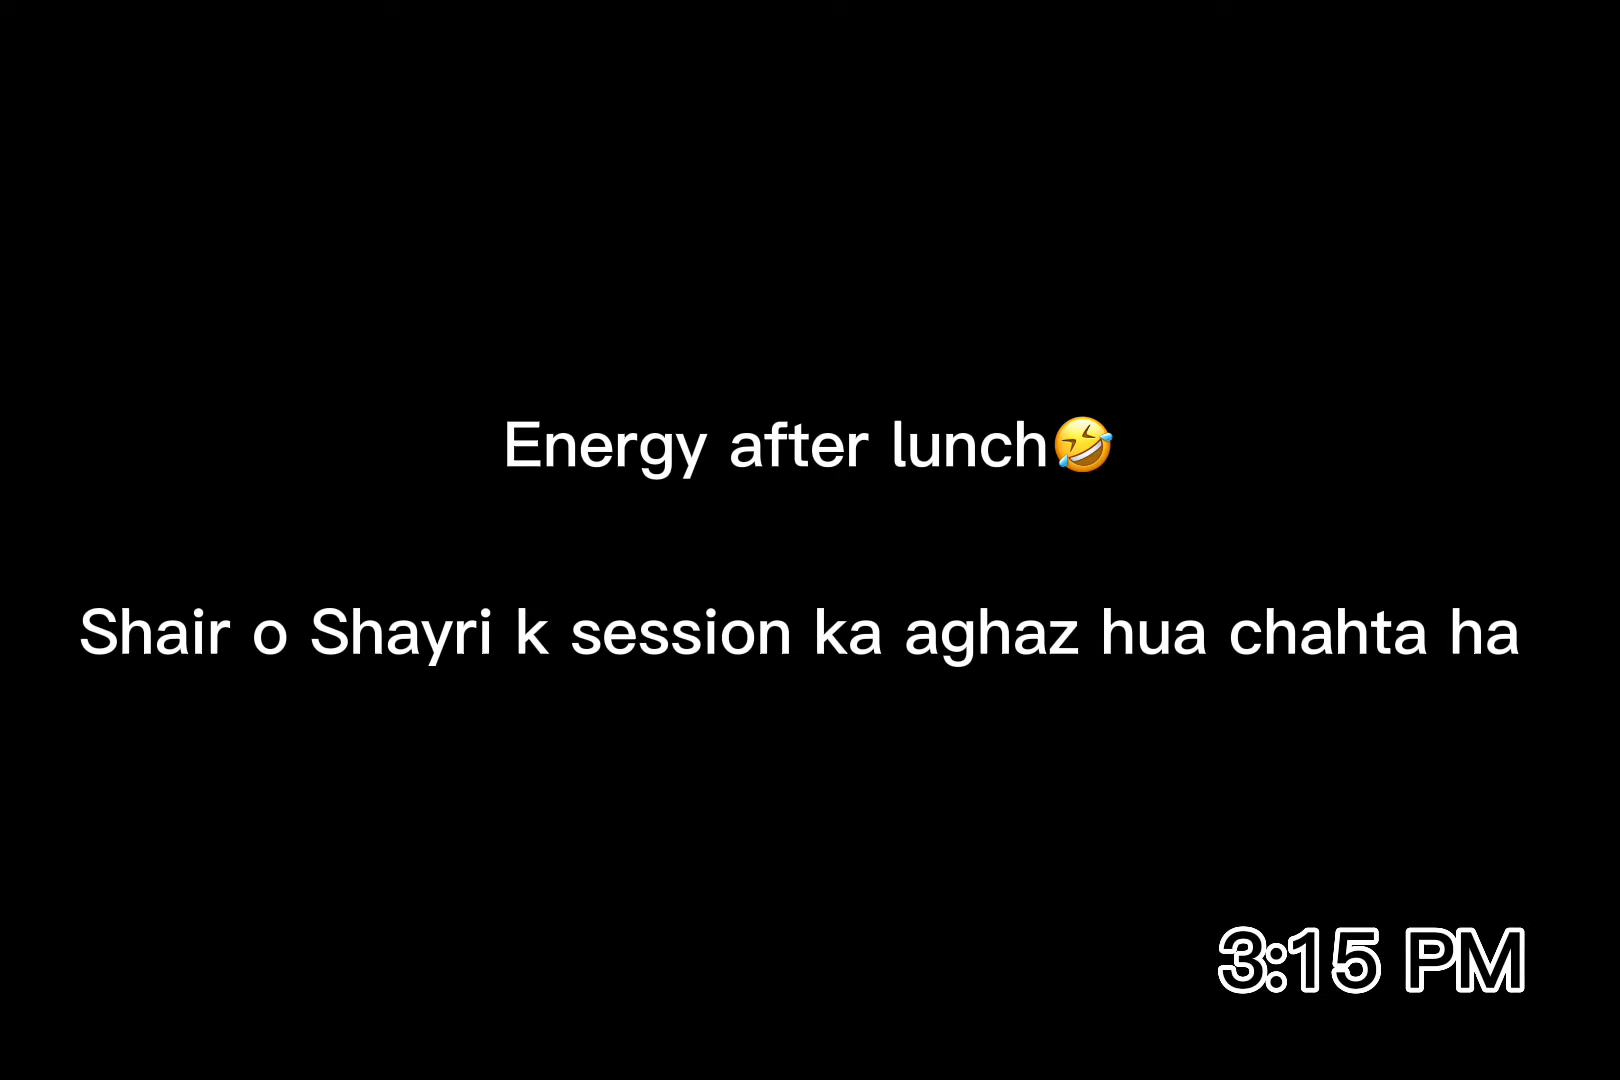 Energy after lunch🤣
Shair o Shayri k session ka aghaz hua chahta ha
3:15 PM